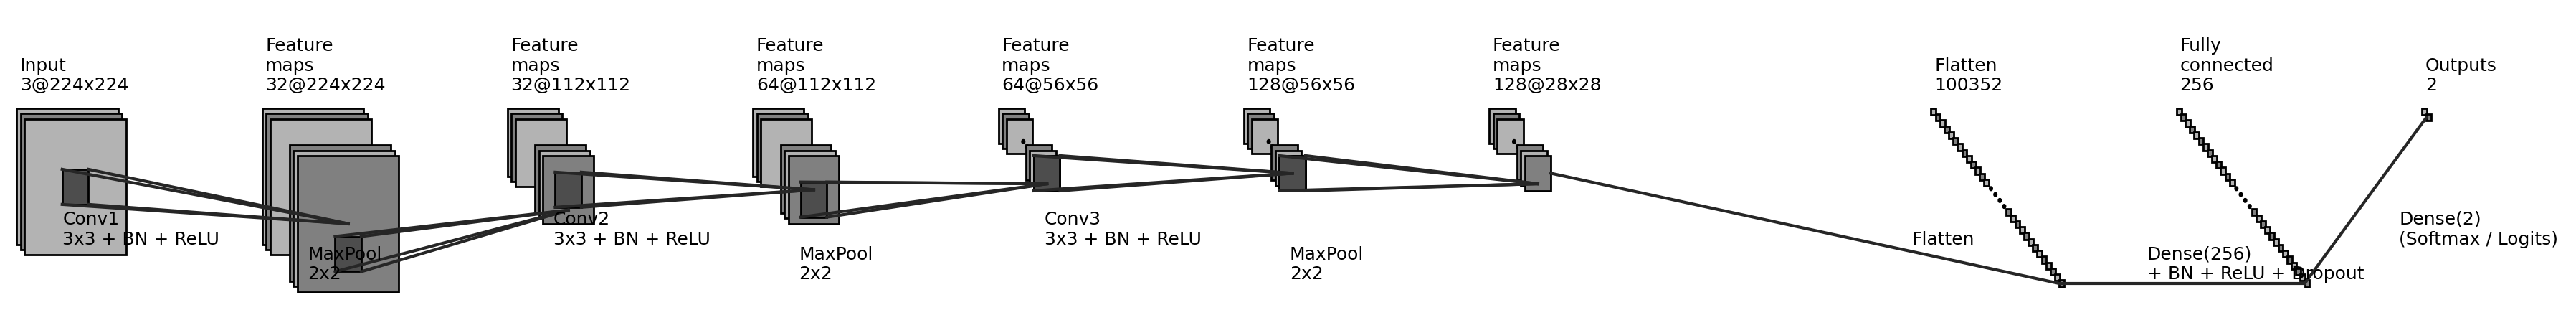 Input
3@224x224
Feature
maps
32@224x224
Feature
maps
32@112x112
Feature
maps
64@112x112
Feature
maps
64@56x56
Feature
maps
128@56x56
Feature
maps
128@28x28
Flatten
100352
Fully
connected
256
Outputs
2
Conv1
3x3 + BN + ReLU
MaxPool
2x2
Conv2
3x3 + BN + ReLU
MaxPool
2x2
Conv3
3x3 + BN + ReLU
MaxPool
2x2
Flatten
Dense(256)
+ BN + ReLU + Dropout
Dense(2)
(Softmax / Logits)